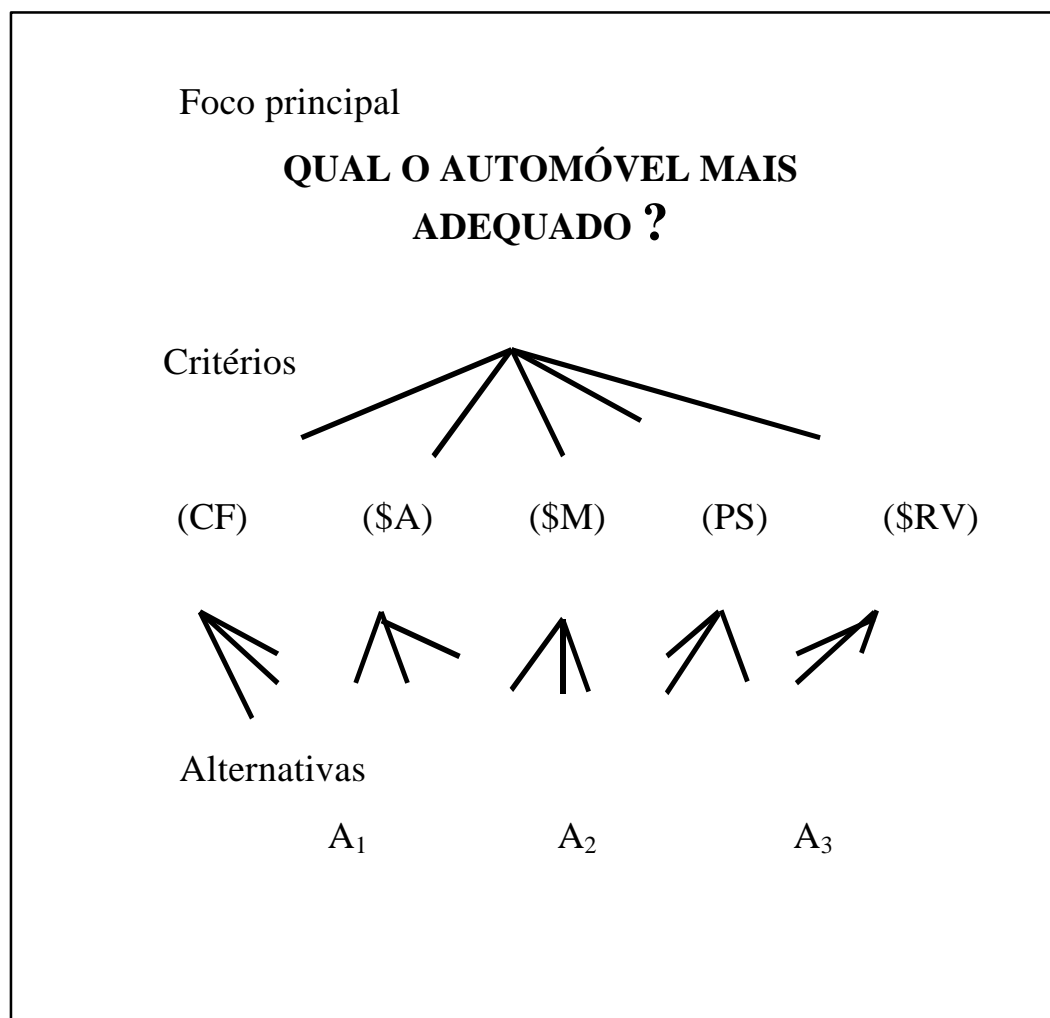 Foco principal
QUAL O AUTOMÓVEL MAIS
ADEQUADO ?
Critérios
(CF) ($A) ($M) (PS) ($RV)
Alternativas
A₁ A₂ A₃